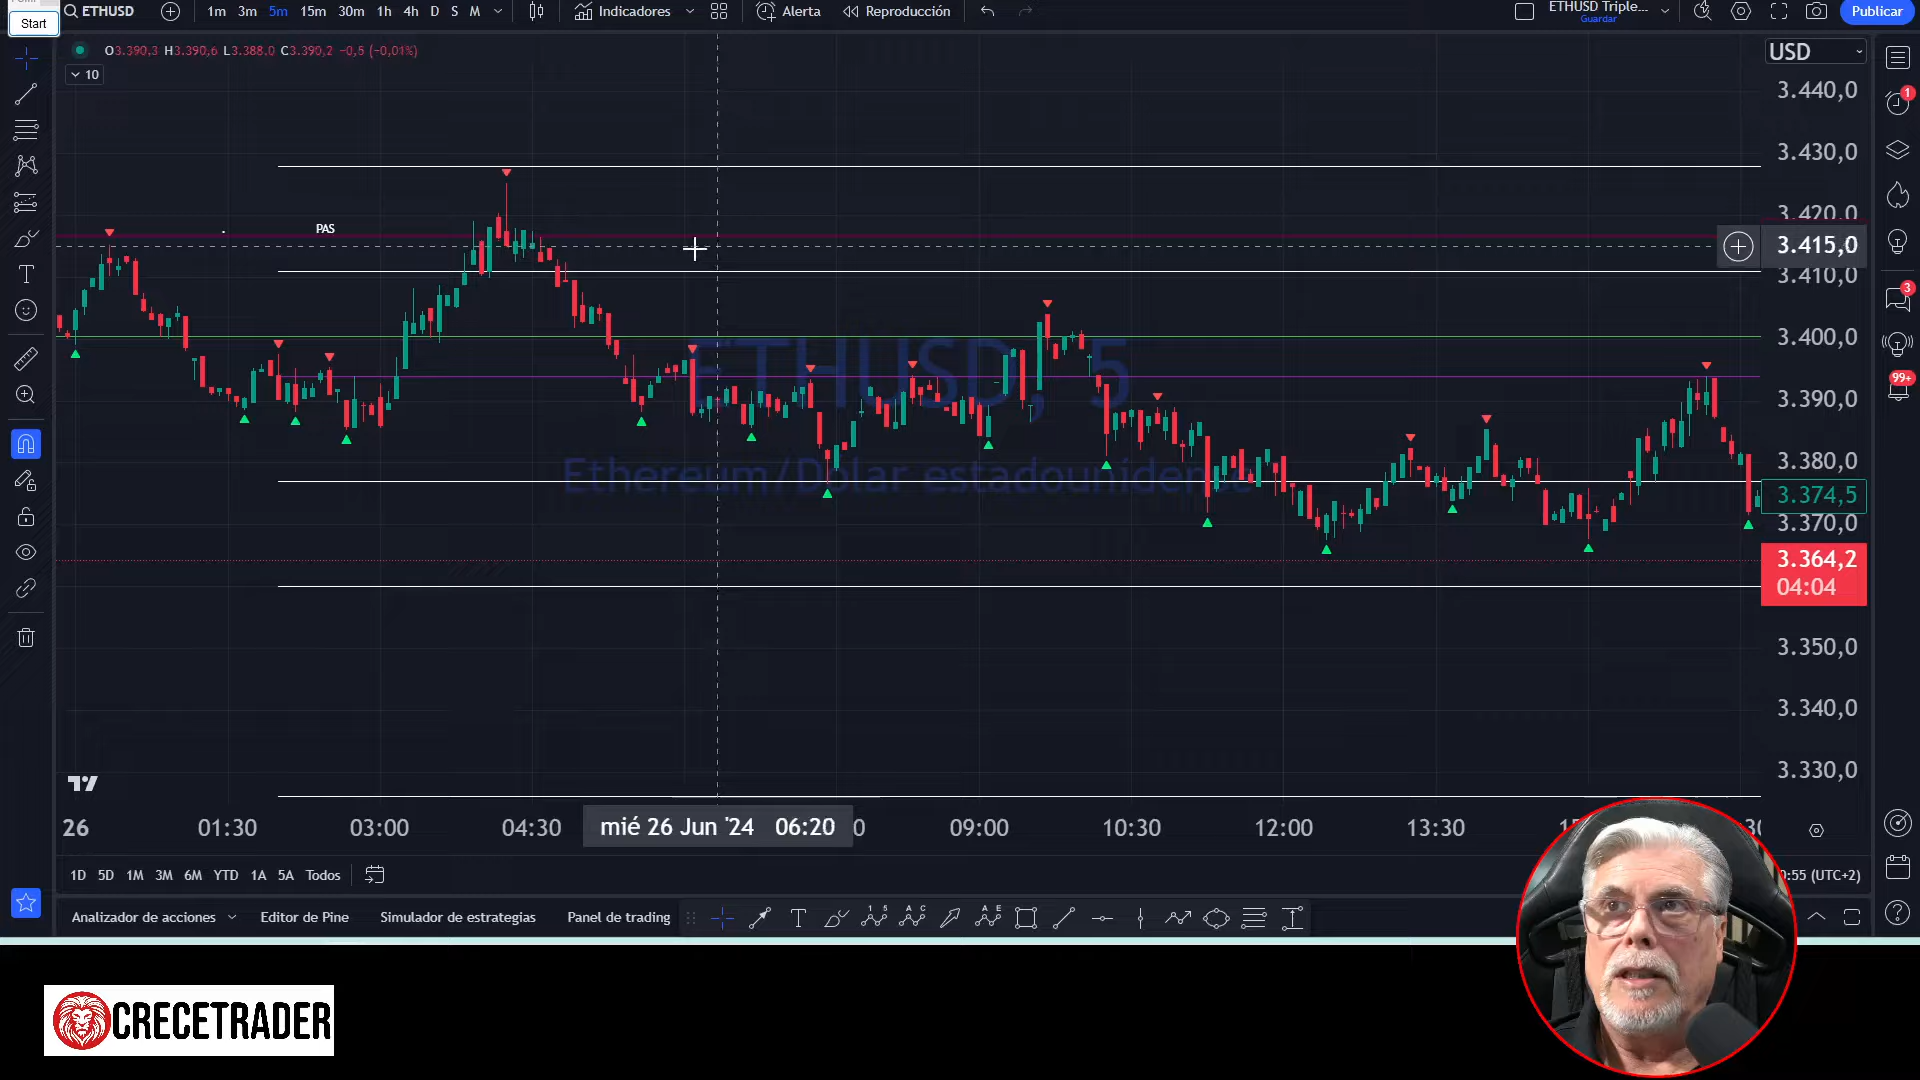 Start
ETHUSD
1m 3m 5m 15m 30m 1h 4h D S M
Indicadores
Alerta
Reproducción
ETHUSD Triple...
Guardar
Publicar
O3.390,3 H3.390,6 L3.388,0 C3.390,2 −0,5 (−0,01%)
10
USD
3.440,0
3.430,0
3.420,0
3.415,0
3.410,0
3.400,0
3.390,0
3.380,0
3.374,5
3.370,0
3.364,2
04:04
3.350,0
3.340,0
3.330,0
PAS
ETHUSD, 5
Ethereum/Dólar estadounidense
1
3
99+
26 01:30 03:00 04:30 mié 26 Jun '24 06:20 09:00 10:30 12:00 13:30
1D 5D 1M 3M 6M YTD 1A 5A Todos
:55 (UTC+2)
Analizador de acciones Editor de Pine Simulador de estrategias Panel de trading
CRECETRADER